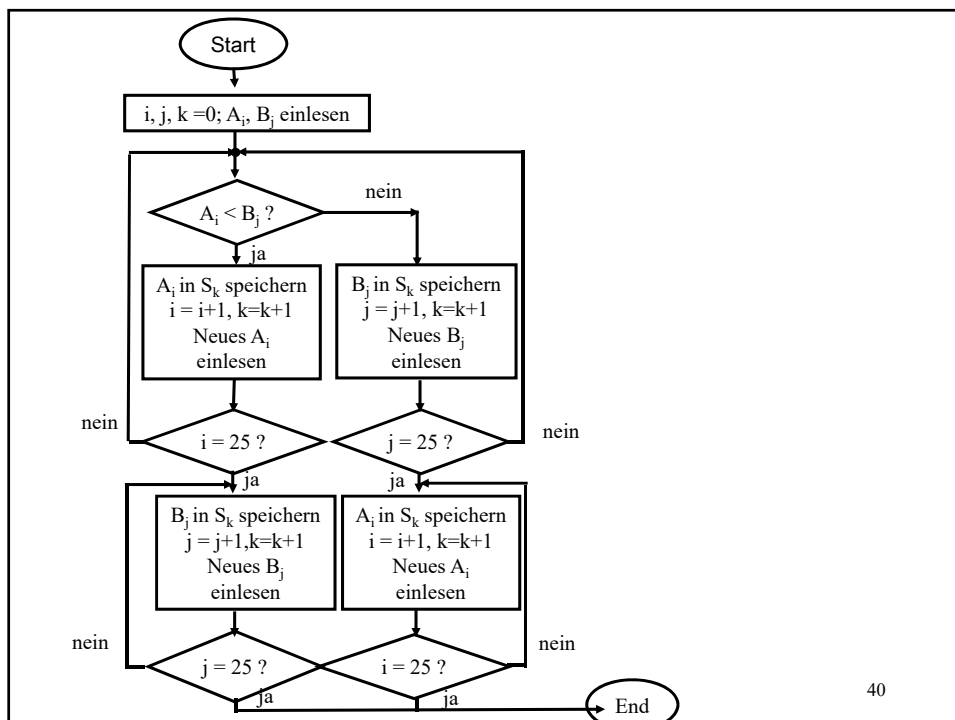 Start
i, j, k =0; Ai, Bj einlesen
nein
Ai < Bj ?
ja
Ai in Sk speichern
i = i+1, k=k+1
Neues Ai
einlesen
Bj in Sk speichern
j = j+1, k=k+1
Neues Bj
einlesen
nein
i = 25 ?
j = 25 ?
nein
ja
ja
Bj in Sk speichern
j = j+1,k=k+1
Neues Bj
einlesen
Ai in Sk speichern
i = i+1, k=k+1
Neues Ai
einlesen
nein
j = 25 ?
i = 25 ?
nein
ja
ja
End
40